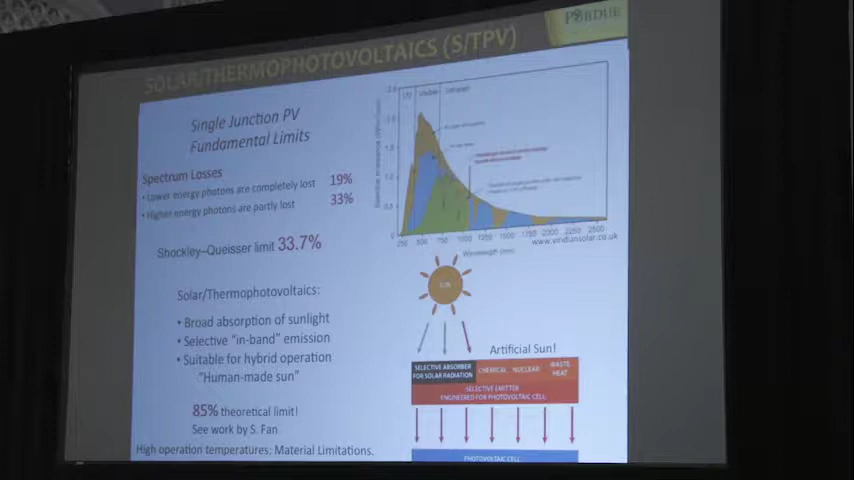 PURDUE
SOLAR/THERMOPHOTOVOLTAICS (S/TPV)
Single Junction PV
Fundamental Limits
Spectrum Losses
• Lower energy photons are completely lost 19%
• Higher energy photons are partly lost 33%
Shockley–Queisser limit 33.7%
Solar/Thermophotovoltaics:
• Broad absorption of sunlight
• Selective "in-band" emission
• Suitable for hybrid operation
"Human-made sun"
85% theoretical limit!
See work by S. Fan
High operation temperatures; Material Limitations.
UV Visible Infrared
250 500 750 1000 1250 1500 1750 2000 2250 2500
Wavelength (nm)
www.viridiansolar.co.uk
SUN
Artificial Sun!
SELECTIVE ABSORBER
FOR SOLAR RADIATION
CHEMICAL NUCLEAR WASTE HEAT
SELECTIVE EMITTER
ENGINEERED FOR PHOTOVOLTAIC CELL
PHOTOVOLTAIC CELL